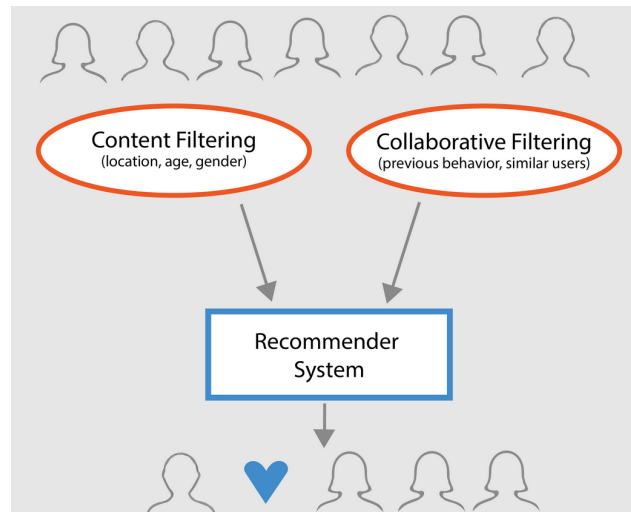 Content Filtering
(location, age, gender)
Collaborative Filtering
(previous behavior, similar users)
Recommender
System